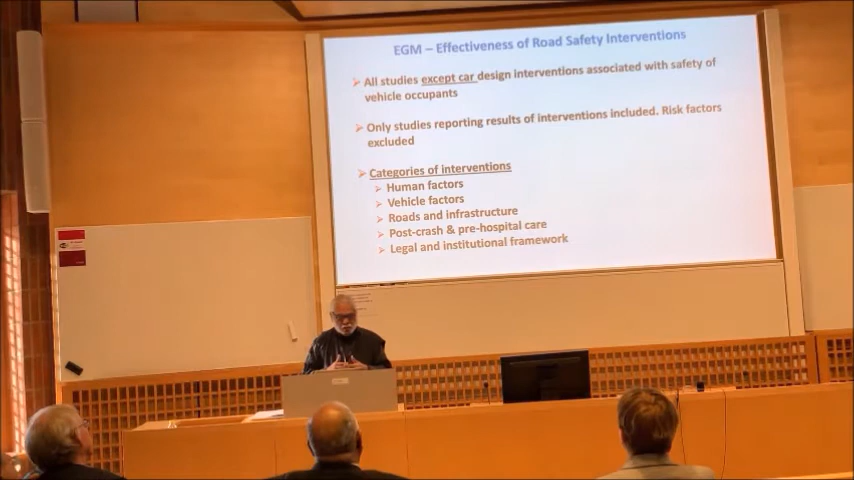 EGM – Effectiveness of Road Safety Interventions
All studies except car design interventions associated with safety of
vehicle occupants
Only studies reporting results of interventions included. Risk factors
excluded
Categories of interventions
Human factors
Vehicle factors
Roads and infrastructure
Post-crash & pre-hospital care
Legal and institutional framework